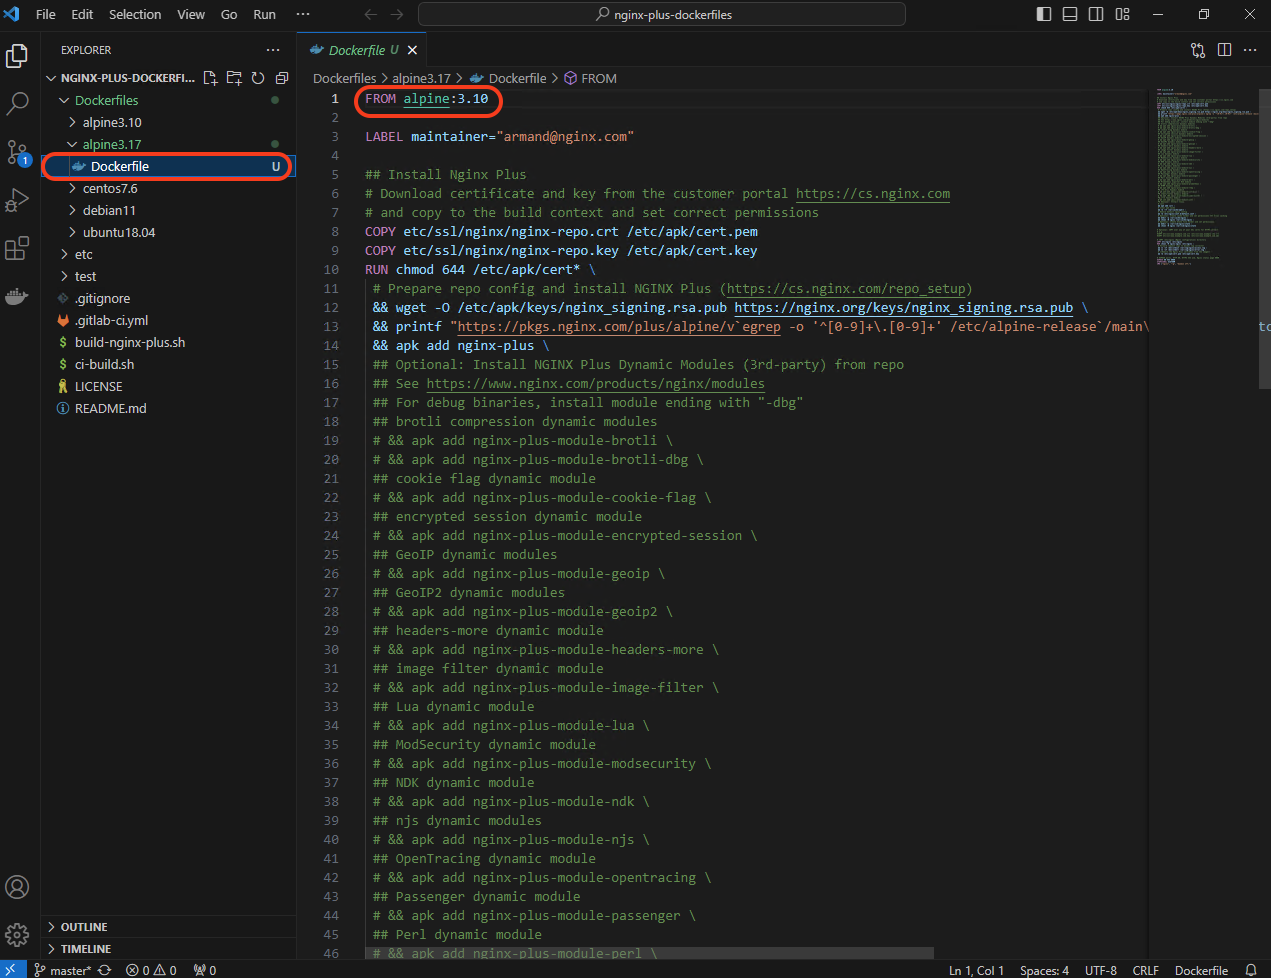 File Edit Selection View Go Run ··· nginx-plus-dockerfiles
EXPLORER ···
NGINX-PLUS-DOCKERFI...
Dockerfiles
alpine3.10
alpine3.17
Dockerfile U
centos7.6
debian11
ubuntu18.04
etc
test
.gitignore
.gitlab-ci.yml
$ build-nginx-plus.sh
$ ci-build.sh
LICENSE
README.md
OUTLINE
TIMELINE
Dockerfile U
Dockerfiles > alpine3.17 > Dockerfile > FROM
1 FROM alpine:3.10
2
3 LABEL maintainer="armand@nginx.com"
4
5 ## Install Nginx Plus
6 # Download certificate and key from the customer portal https://cs.nginx.com
7 # and copy to the build context and set correct permissions
8 COPY etc/ssl/nginx/nginx-repo.crt /etc/apk/cert.pem
9 COPY etc/ssl/nginx/nginx-repo.key /etc/apk/cert.key
10 RUN chmod 644 /etc/apk/cert* \
11 # Prepare repo config and install NGINX Plus (https://cs.nginx.com/repo_setup)
12 && wget -O /etc/apk/keys/nginx_signing.rsa.pub https://nginx.org/keys/nginx_signing.rsa.pub \
13 && printf "https://pkgs.nginx.com/plus/alpine/v`egrep -o '^[0-9]+\.[0-9]+' /etc/alpine-release`/main\
14 && apk add nginx-plus \
15 ## Optional: Install NGINX Plus Dynamic Modules (3rd-party) from repo
16 ## See https://www.nginx.com/products/nginx/modules
17 ## For debug binaries, install module ending with "-dbg"
18 ## brotli compression dynamic modules
19 # && apk add nginx-plus-module-brotli \
20 # && apk add nginx-plus-module-brotli-dbg \
21 ## cookie flag dynamic module
22 # && apk add nginx-plus-module-cookie-flag \
23 ## encrypted session dynamic module
24 # && apk add nginx-plus-module-encrypted-session \
25 ## GeoIP dynamic modules
26 # && apk add nginx-plus-module-geoip \
27 ## GeoIP2 dynamic modules
28 # && apk add nginx-plus-module-geoip2 \
29 ## headers-more dynamic module
30 # && apk add nginx-plus-module-headers-more \
31 ## image filter dynamic module
32 # && apk add nginx-plus-module-image-filter \
33 ## Lua dynamic module
34 # && apk add nginx-plus-module-lua \
35 ## ModSecurity dynamic module
36 # && apk add nginx-plus-module-modsecurity \
37 ## NDK dynamic module
38 # && apk add nginx-plus-module-ndk \
39 ## njs dynamic modules
40 # && apk add nginx-plus-module-njs \
41 ## OpenTracing dynamic module
42 # && apk add nginx-plus-module-opentracing \
43 ## Passenger dynamic module
44 # && apk add nginx-plus-module-passenger \
45 ## Perl dynamic module
46 # && apk add nginx-plus-module-perl \
1
master* 0 0 0 Ln 1, Col 1 Spaces: 4 UTF-8 CRLF Dockerfile